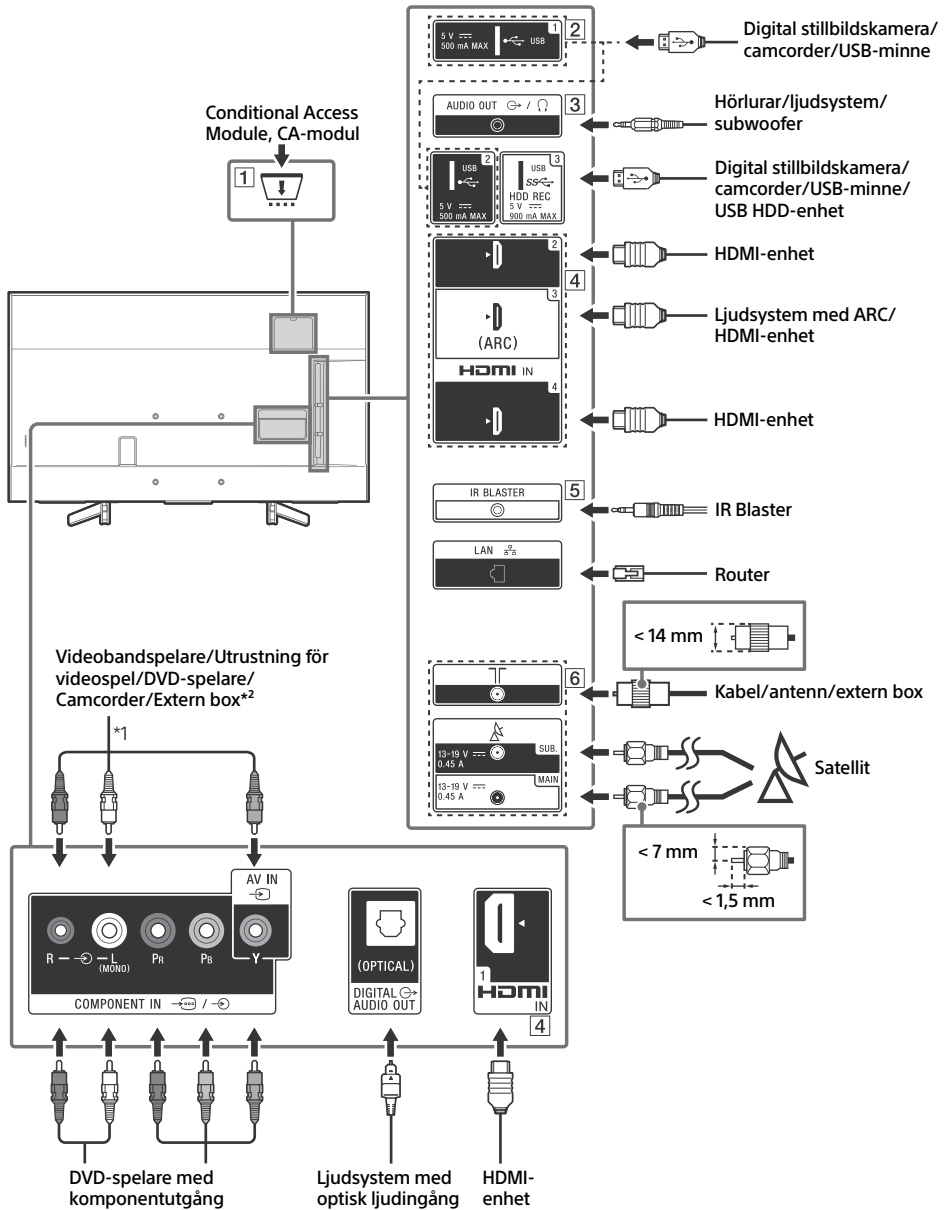 1
5 V
500 mA MAX
USB
2
Digital stillbildskamera/
camcorder/USB-minne
AUDIO OUT
/
3
Hörlurar/ljudsystem/
subwoofer
Conditional Access
Module, CA-modul
1
2
USB
5 V
500 mA MAX
3
USB
SS
HDD REC
5 V
900 mA MAX
Digital stillbildskamera/
camcorder/USB-minne/
USB HDD-enhet
2
HDMI-enhet
4
3
(ARC)
Ljudsystem med ARC/
HDMI-enhet
HDMI IN
4
HDMI-enhet
IR BLASTER
5
IR Blaster
LAN
Router
< 14 mm
6
Kabel/antenn/extern box
13-19 V
0.45 A
SUB.
13-19 V
0.45 A
MAIN
Satellit
< 7 mm
< 1,5 mm
Videobandspelare/Utrustning för
videospel/DVD-spelare/
Camcorder/Extern box*2
*1
AV IN
R — — L
(MONO)
PR
PB
Y
COMPONENT IN /
(OPTICAL)
DIGITAL
AUDIO OUT
1
HDMI
IN
4
DVD-spelare med
komponentutgång
Ljudsystem med
optisk ljudingång
HDMI-
enhet